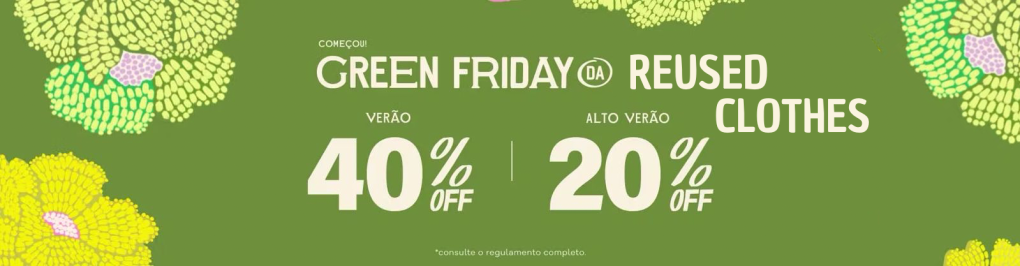 COMEÇOU!
GREEN FRIDAY DA REUSED
CLOTHES
VERÃO
40% OFF
ALTO VERÃO
20% OFF
*consulte o regulamento completo.